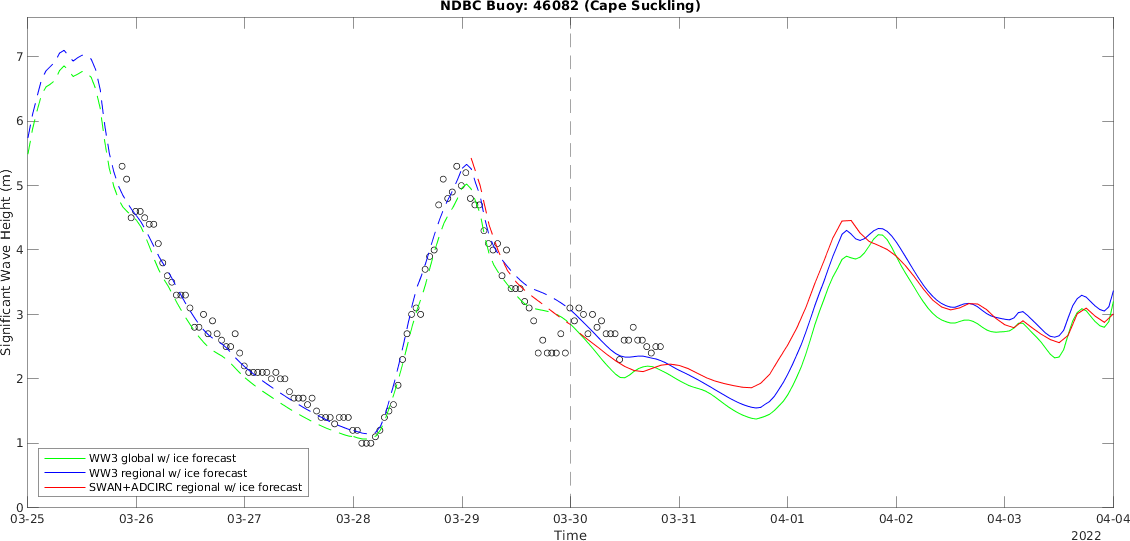 NDBC Buoy: 46082 (Cape Suckling)
Significant Wave Height (m)
7
6
5
4
3
2
1
0
WW3 global w/ ice forecast
WW3 regional w/ ice forecast
SWAN+ADCIRC regional w/ ice forecast
03-25 03-26 03-27 03-28 03-29 03-30 03-31 04-01 04-02 04-03 04-04
Time
2022